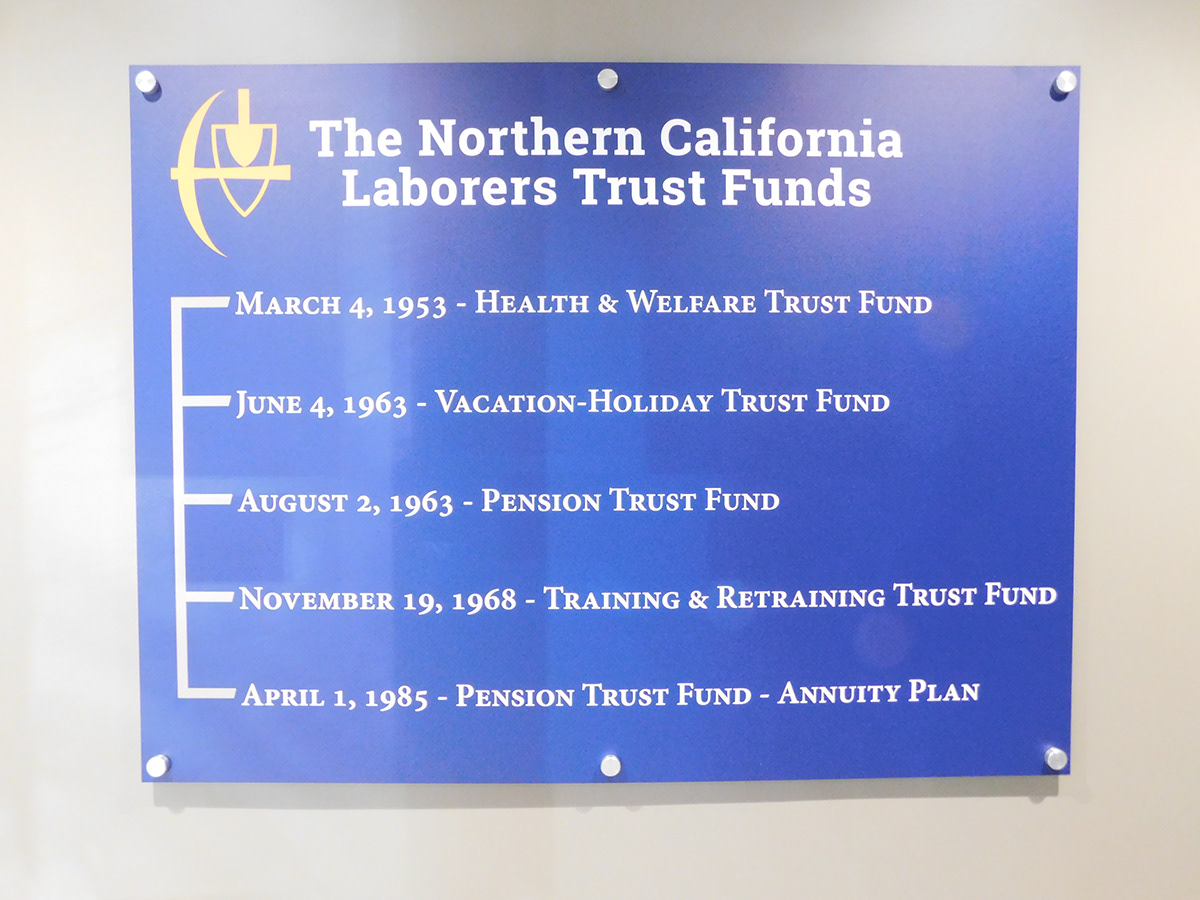 The Northern California
Laborers Trust Funds
March 4, 1953 - Health & Welfare Trust Fund
June 4, 1963 - Vacation-Holiday Trust Fund
August 2, 1963 - Pension Trust Fund
November 19, 1968 - Training & Retraining Trust Fund
April 1, 1985 - Pension Trust Fund - Annuity Plan